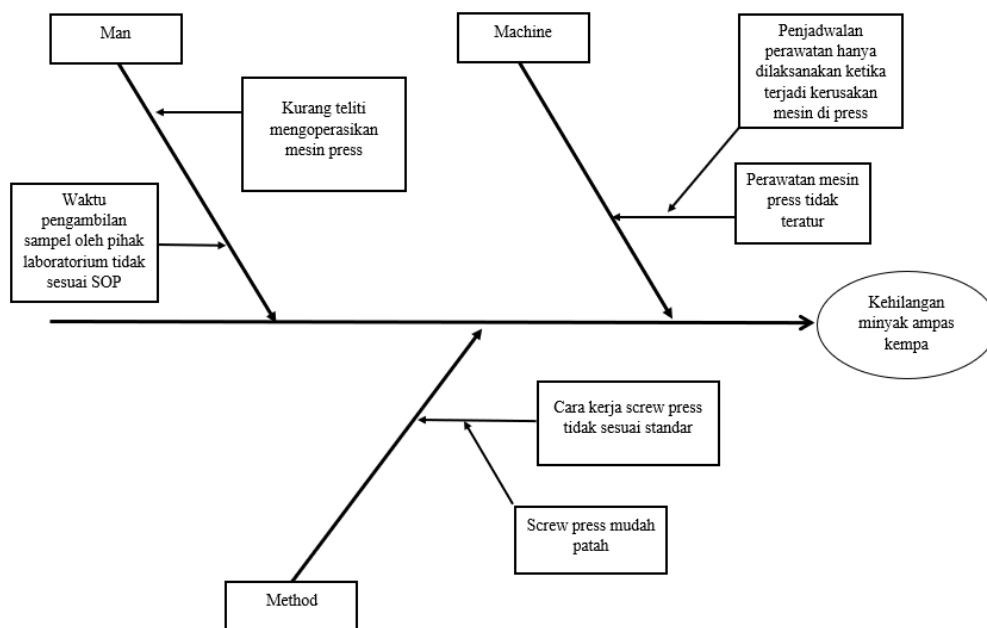 Man
Machine
Penjadwalan
perawatan hanya
dilaksanakan ketika
terjadi kerusakan
mesin di press
Kurang teliti
mengoperasikan
mesin press
Waktu
pengambilan
sampel oleh pihak
laboratorium tidak
sesuai SOP
Perawatan mesin
press tidak
teratur
Kehilangan
minyak ampas
kempa
Cara kerja screw press
tidak sesuai standar
Screw press mudah
patah
Method